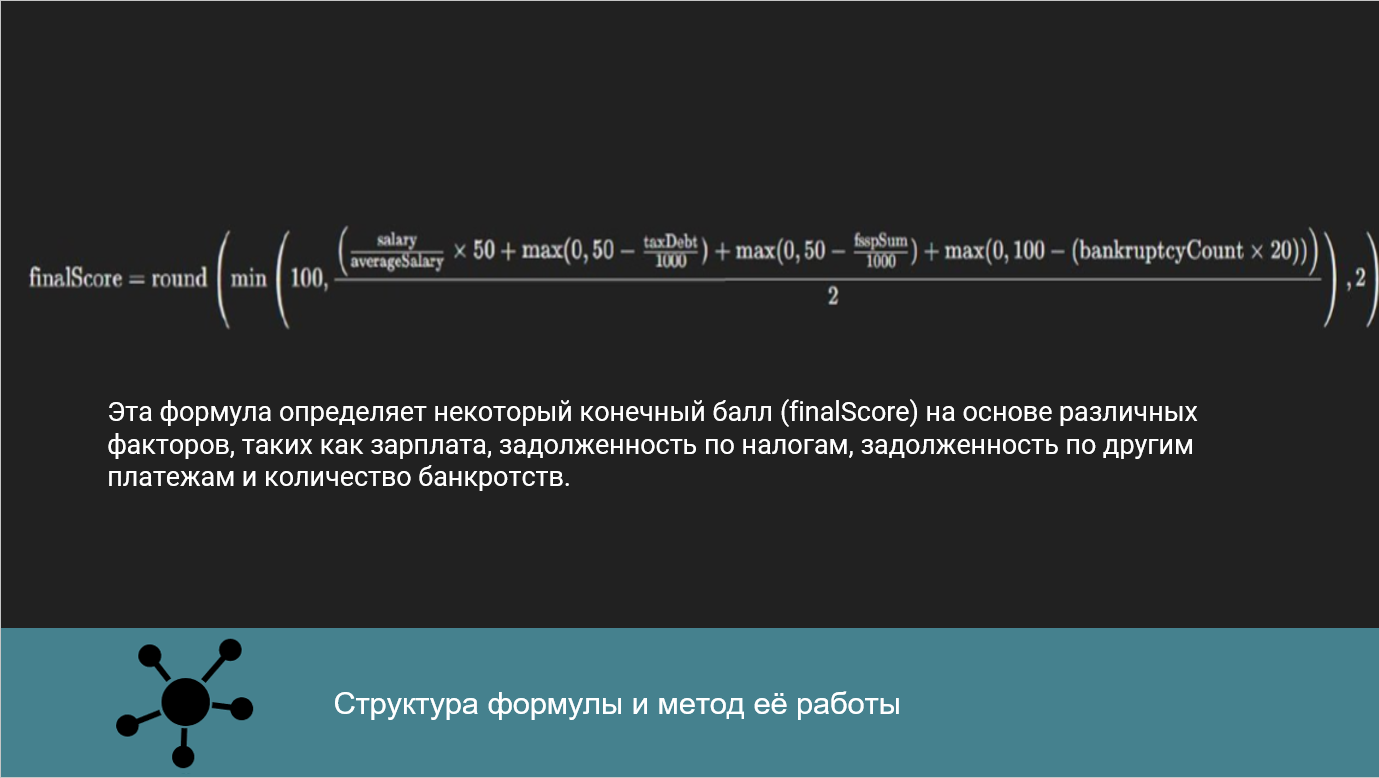 finalScore = round ( min ( 100, ( salary/averageSalary × 50 + max(0, 50 − taxDebt/1000) + max(0, 50 − fsspSum/1000) + max(0, 100 − (bankruptcyCount × 20)) ) / 2 ) , 2 )
Эта формула определяет некоторый конечный балл (finalScore) на основе различных
факторов, таких как зарплата, задолженность по налогам, задолженность по другим
платежам и количество банкротств.
Структура формулы и метод её работы